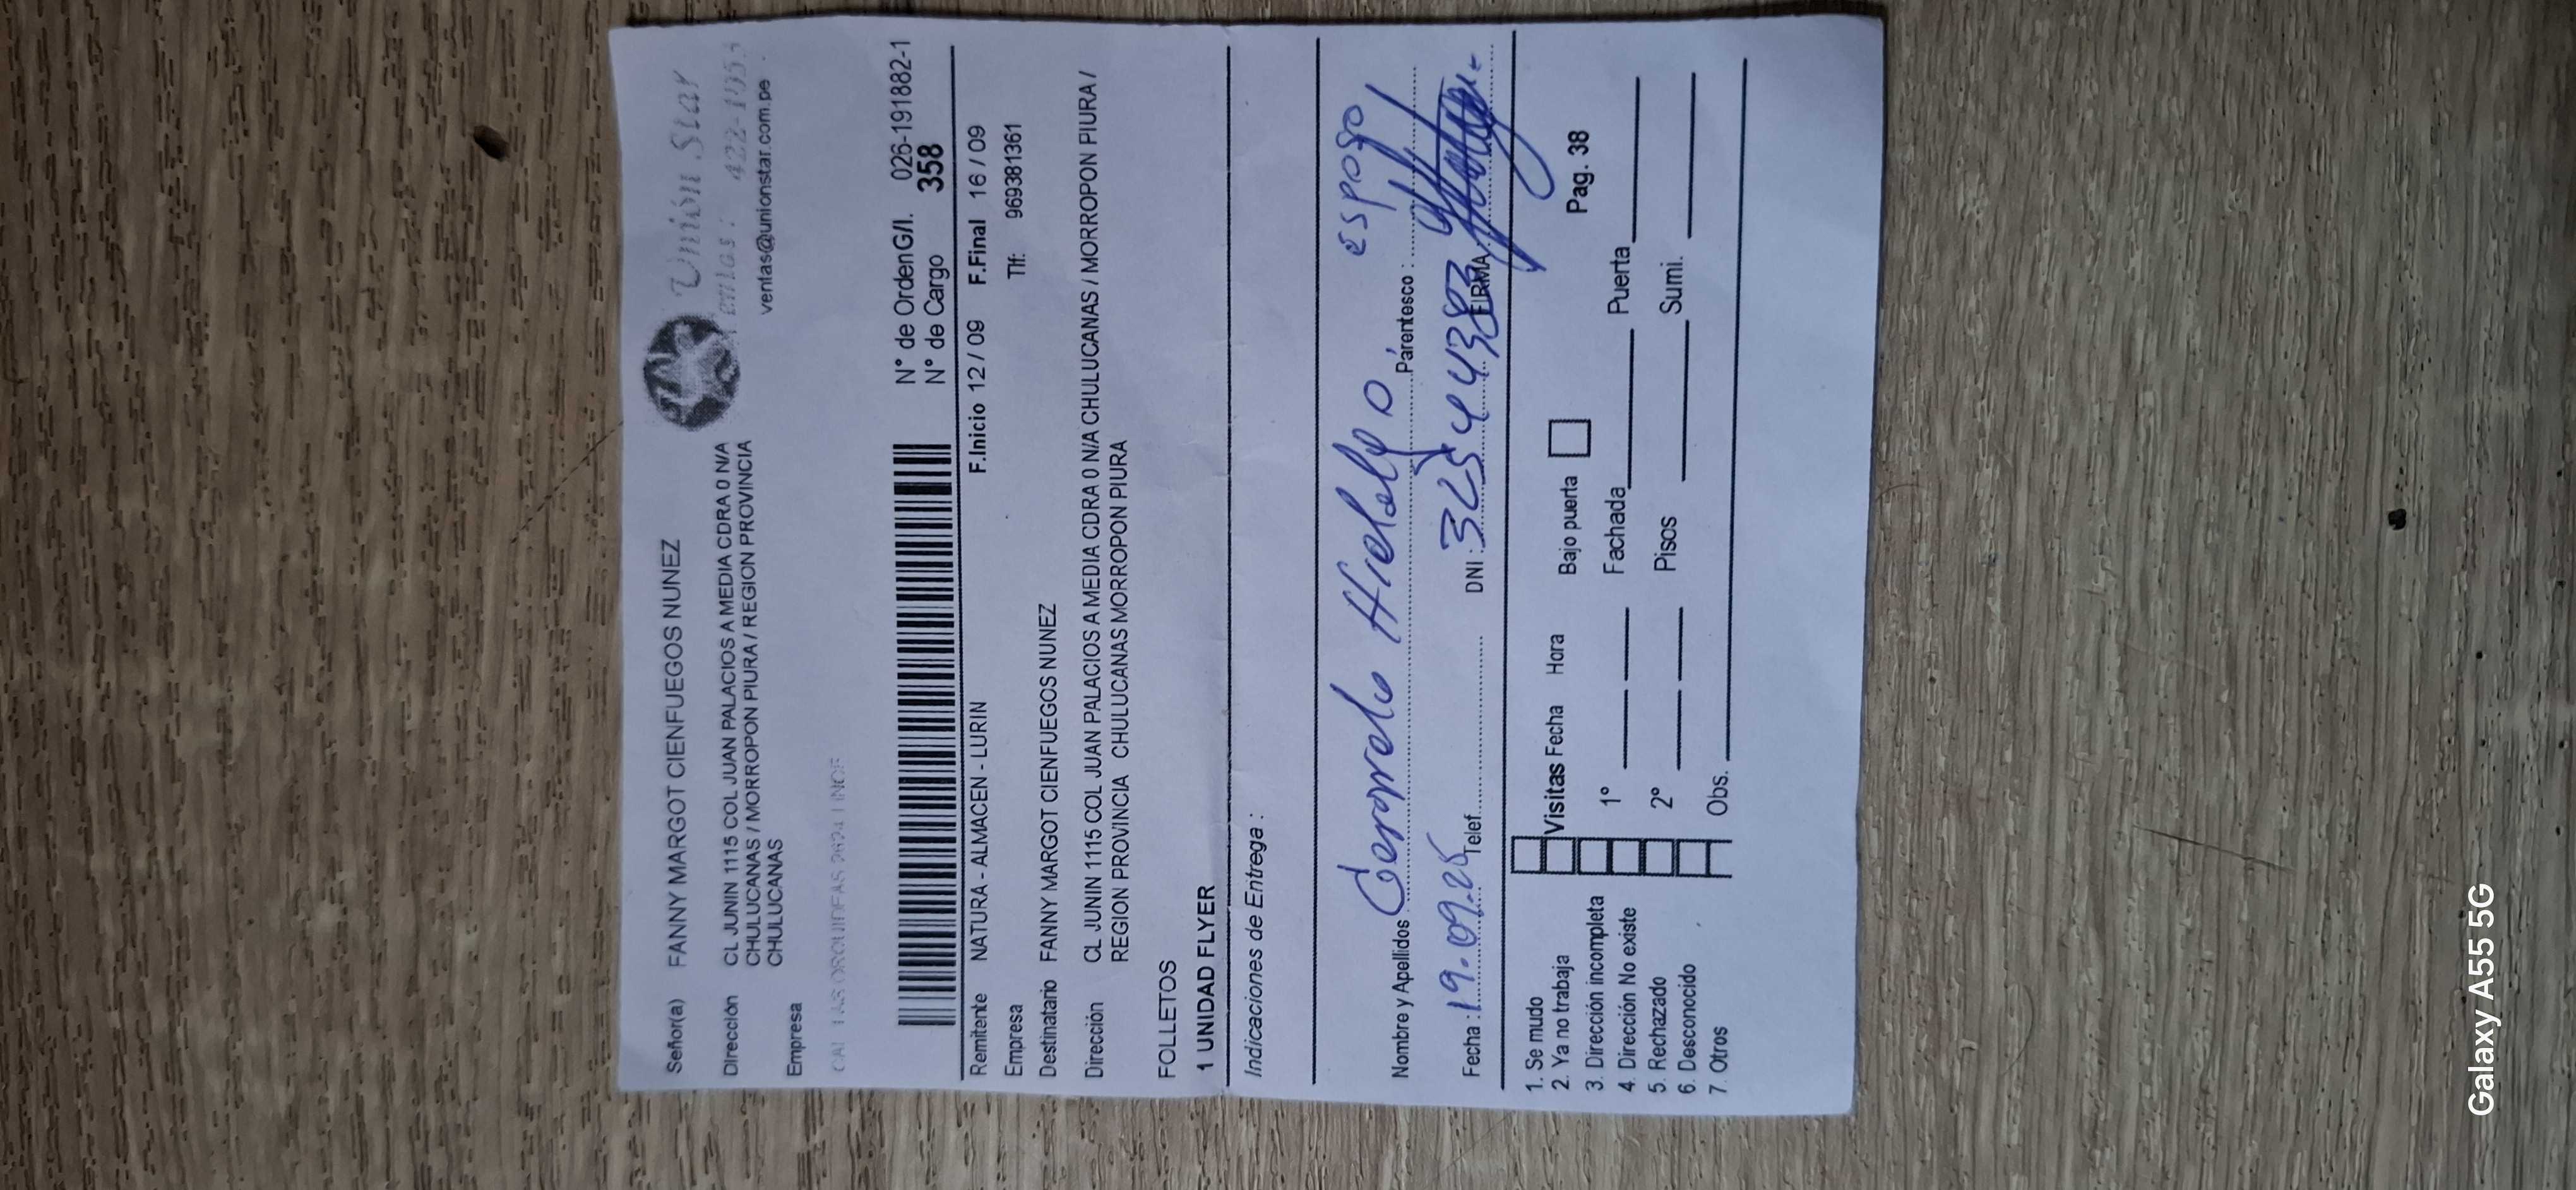 Señor(a) FANNY MARGOT CIENFUEGOS NUNEZ
Unión Star
Dirección CL JUNIN 1115 COL JUAN PALACIOS A MEDIA CDRA 0 N/A
CHULUCANAS / MORROPON PIURA / REGION PROVINCIA
CHULUCANAS
ventas@unionstar.com.pe
Empresa
N° de OrdenG/I. 026-191882-1
N° de Cargo 358
Remitente NATURA - ALMACEN - LURIN F.Inicio 12 / 09 F.Final 16 / 09
Empresa Tlf: 969381361
Destinatario FANNY MARGOT CIENFUEGOS NUNEZ
Dirección CL JUNIN 1115 COL JUAN PALACIOS A MEDIA CDRA 0 N/A CHULUCANAS / MORROPON PIURA /
REGION PROVINCIA CHULUCANAS MORROPON PIURA
FOLLETOS
1 UNIDAD FLYER
Indicaciones de Entrega :
Nombre y Apellidos Parentesco : esposo
Fecha : 19.09.25 Telef. DNI : FIRMA
1. Se mudo
2. Ya no trabaja
3. Dirección incompleta
4. Dirección No existe
5. Rechazado
6. Desconocido
7. Otros
Visitas Fecha Hora Bajo puerta Pag. 38
1° Fachada Puerta
2° Pisos Sumi.
Obs.
Galaxy A55 5G